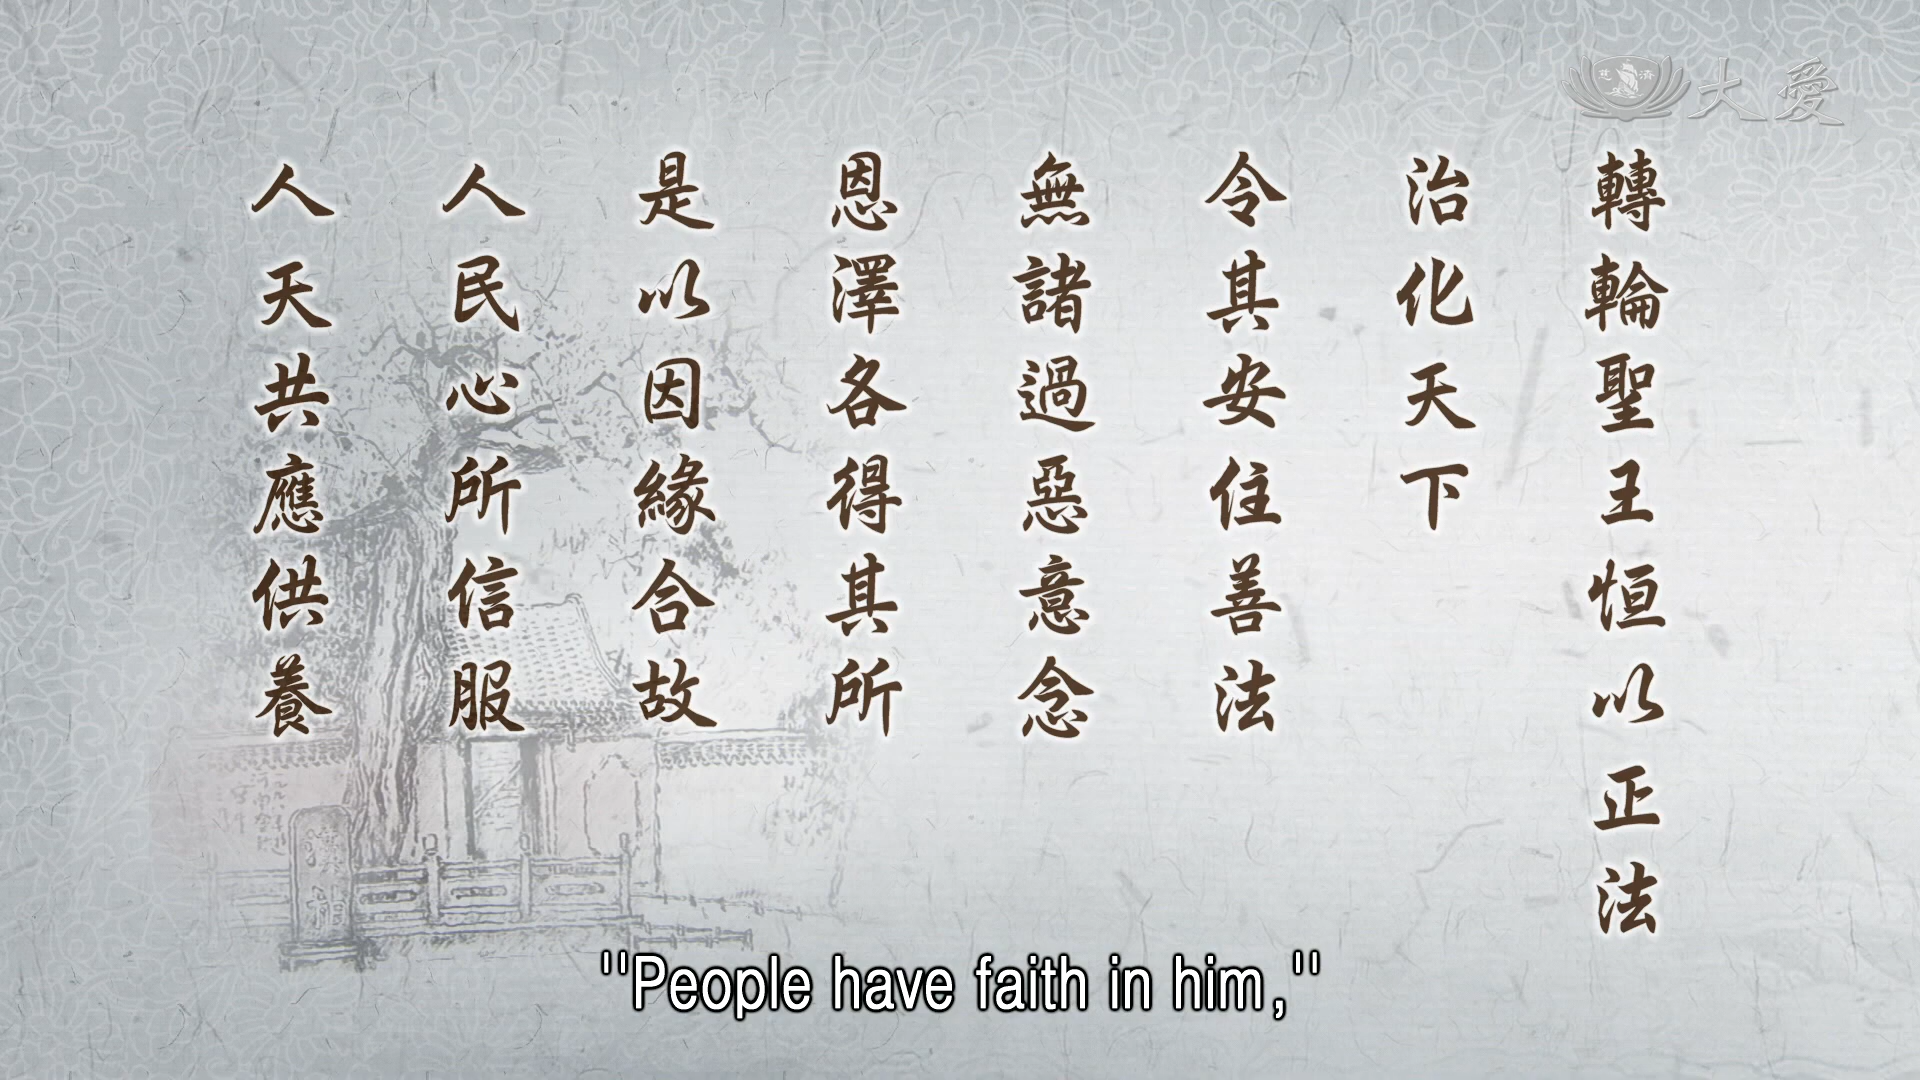 大愛
慈濟
轉輪聖王恒以正法
治化天下
令其安住善法
無諸過惡意念
恩澤各得其所
是以因緣合故
人民心所信服
人天共應供養
"People have faith in him,"